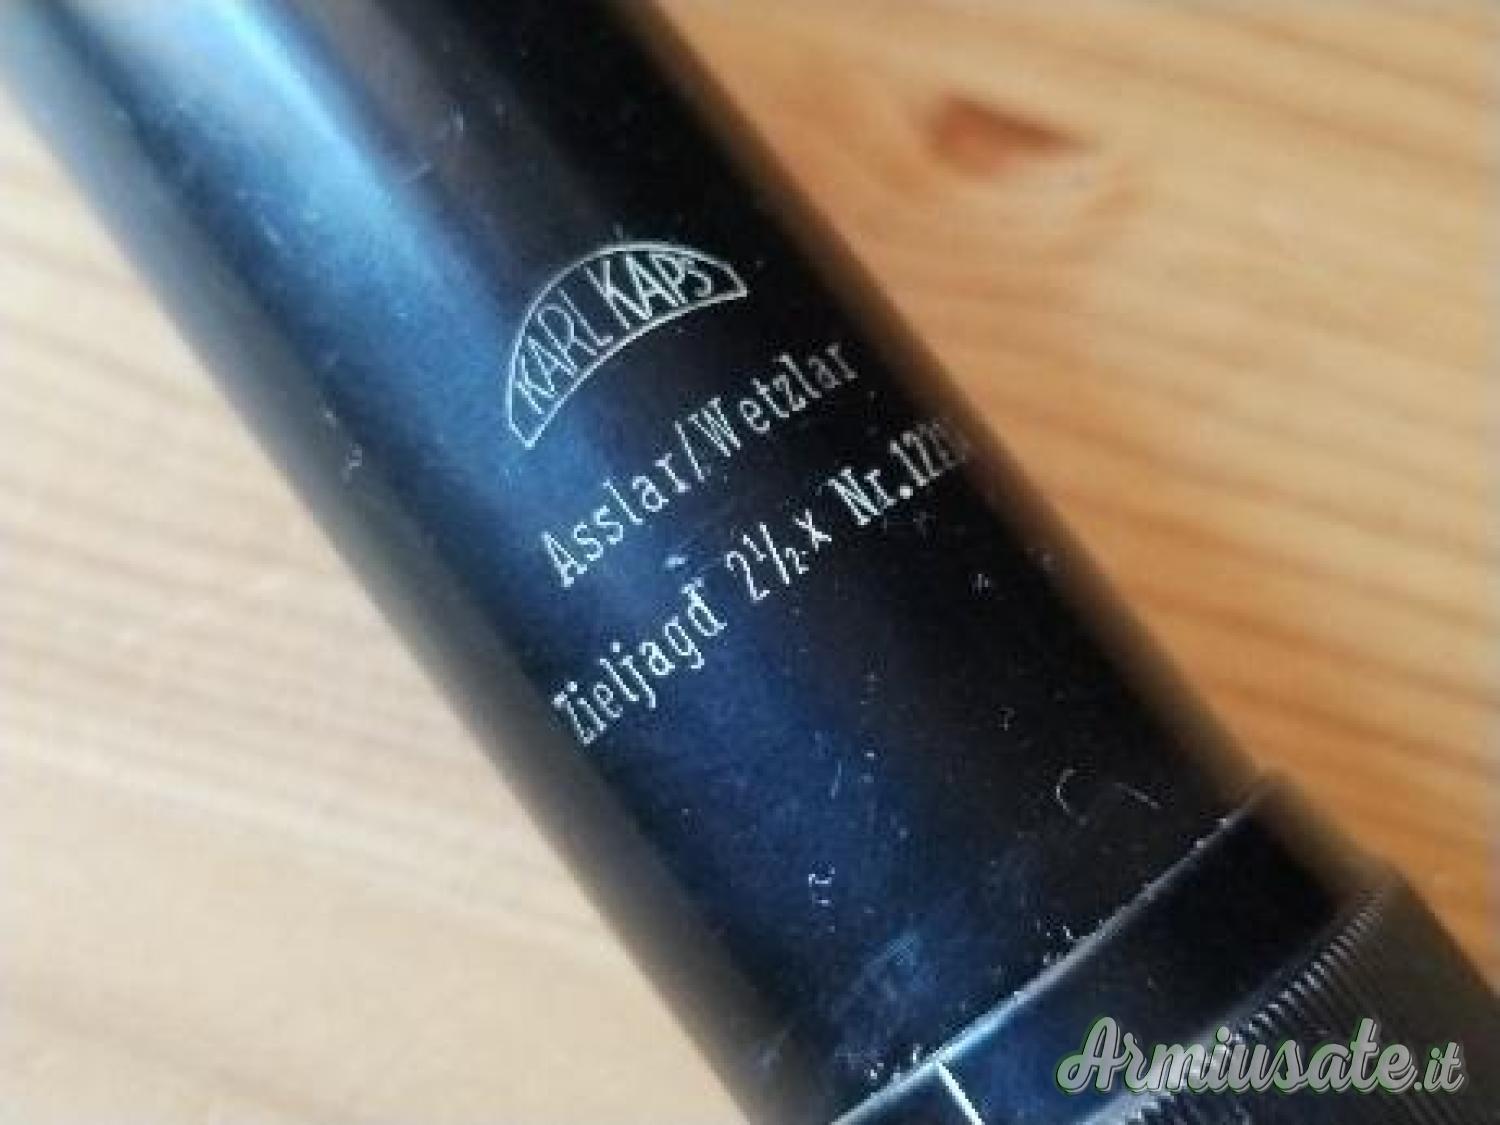 KARL KAPS
Asslar/Wetzlar
Zieljagd 2½x Nr.
Armiusate.it